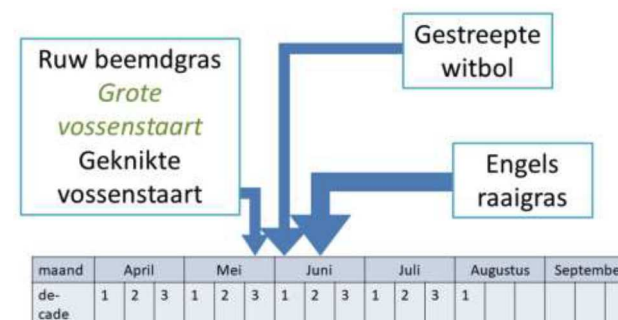 Ruw beemdgras
Grote
vossenstaart
Geknikte
vossenstaart
Gestreepte
witbol
Engels
raaigras
maand April Mei Juni Juli Augustus Septembe
de- 1 2 3 1 2 3 1 2 3 1 2 3 1
cade